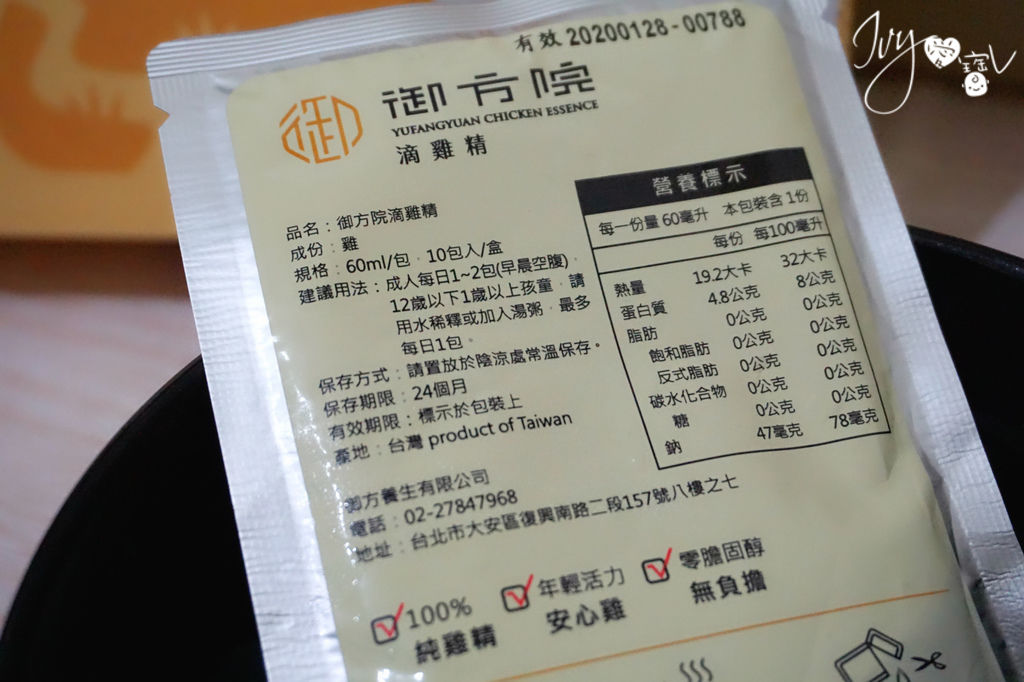 有效 20200128-00788
Ivy愛寶L
御
御方院
YUFANGYUAN CHICKEN ESSENCE
滴雞精
品名：御方院滴雞精
成份：雞
規格：60ml/包，10包入/盒
建議用法：成人每日1~2包(早晨空腹)，
12歲以下1歲以上孩童，請
用水稀釋或加入湯粥，最多
每日1包。
保存方式：請置放於陰涼處常溫保存。
保存期限：24個月
有效期限：標示於包裝上
產地：台灣 product of Taiwan
御方養生有限公司
電話：02-27847968
地址：台北市大安區復興南路二段157號八樓之七
營養標示
每一份量 60毫升 本包裝含 1份
每份 每100毫升
熱量 19.2大卡 32大卡
蛋白質 4.8公克 8公克
脂肪 0公克 0公克
飽和脂肪 0公克 0公克
反式脂肪 0公克 0公克
碳水化合物 0公克 0公克
糖 0公克 0公克
鈉 47毫克 78毫克
100% 純雞精
年輕活力 安心雞
零膽固醇 無負擔